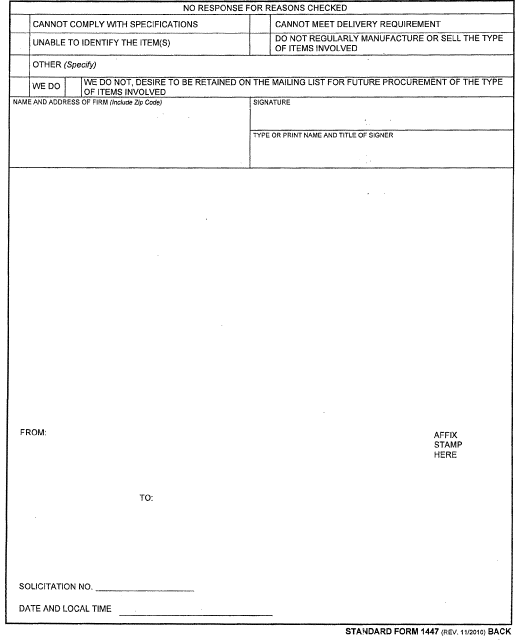 NO RESPONSE FOR REASONS CHECKED
CANNOT COMPLY WITH SPECIFICATIONS
CANNOT MEET DELIVERY REQUIREMENT
UNABLE TO IDENTIFY THE ITEM(S)
DO NOT REGULARLY MANUFACTURE OR SELL THE TYPE
OF ITEMS INVOLVED
OTHER (Specify)
WE DO
WE DO NOT, DESIRE TO BE RETAINED ON THE MAILING LIST FOR FUTURE PROCUREMENT OF THE TYPE
OF ITEMS INVOLVED
NAME AND ADDRESS OF FIRM (Include Zip Code)
SIGNATURE
TYPE OR PRINT NAME AND TITLE OF SIGNER
FROM:
AFFIX
STAMP
HERE
TO:
SOLICITATION NO.
DATE AND LOCAL TIME
STANDARD FORM 1447 (REV. 11/2010) BACK